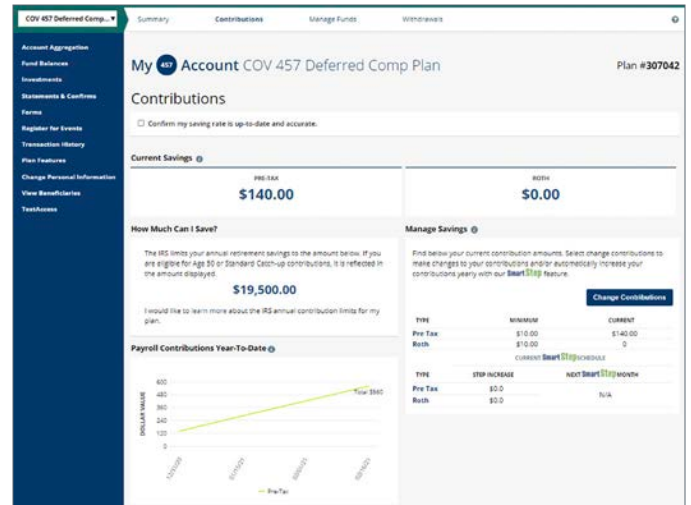 COV 457 Deferred Comp...
Summary
Contributions
Manage Funds
Withdrawals
Account Aggregation
Fund Balances
Investments
Statements & Confirms
Forms
Register for Events
Transaction History
Plan Features
Change Personal Information
View Beneficiaries
TextAccess
My 457 Account COV 457 Deferred Comp Plan
Plan #307042
Contributions
Confirm my saving rate is up-to-date and accurate.
Current Savings
PRE-TAX
$140.00
ROTH
$0.00
How Much Can I Save?
The IRS limits your annual retirement savings to the amount below. If you
are eligible for Age 50 or Standard Catch-up contributions, it is reflected in
the amount displayed.
$19,500.00
I would like to learn more about the IRS annual contribution limits for my
plan.
Payroll Contributions Year-To-Date
DOLLAR VALUE
600
480
360
240
120
0
Total: $560
12/31/20
Pre-Tax
Manage Savings
Find below your current contribution amounts. Select change contributions to
make changes to your contributions and/or automatically increase your
contributions yearly with our SmartStep feature.
Change Contributions
TYPE MINIMUM CURRENT
Pre Tax $10.00 $140.00
Roth $10.00 0
CURRENT SmartStep SCHEDULE
TYPE STEP INCREASE NEXT SmartStep MONTH
Pre Tax $0.0 N/A
Roth $0.0